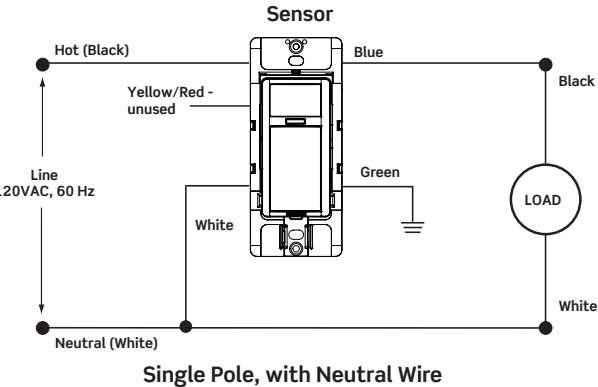 Sensor
Hot (Black)
Blue
Black
Yellow/Red -
unused
Line
120VAC, 60 Hz
Green
LOAD
White
White
Neutral (White)
Single Pole, with Neutral Wire